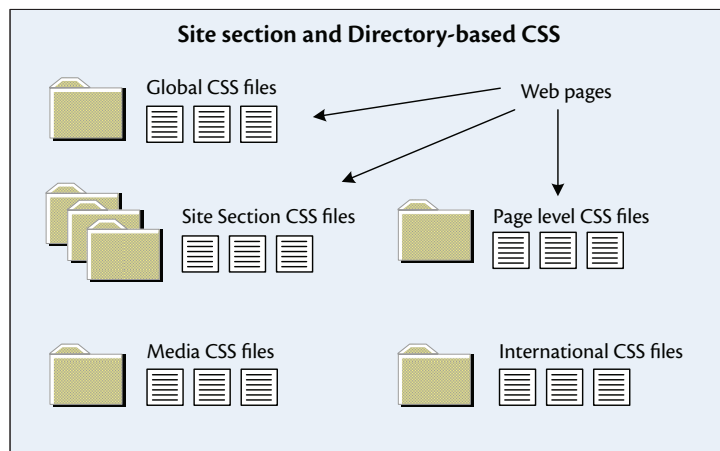 Site section and Directory-based CSS
Global CSS files
Web pages
Site Section CSS files
Page level CSS files
Media CSS files
International CSS files